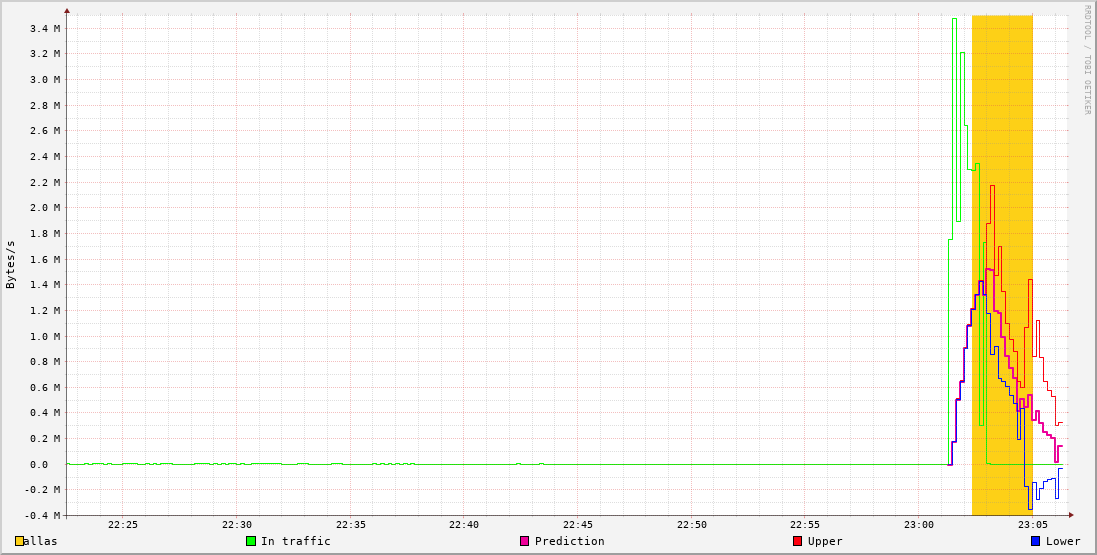 RRDTOOL / TOBI OETIKER
Bytes/s
3.4 M
3.2 M
3.0 M
2.8 M
2.6 M
2.4 M
2.2 M
2.0 M
1.8 M
1.6 M
1.4 M
1.2 M
1.0 M
0.8 M
0.6 M
0.4 M
0.2 M
0.0
-0.2 M
-0.4 M
22:25 22:30 22:35 22:40 22:45 22:50 22:55 23:00 23:05
allas In traffic Prediction Upper Lower